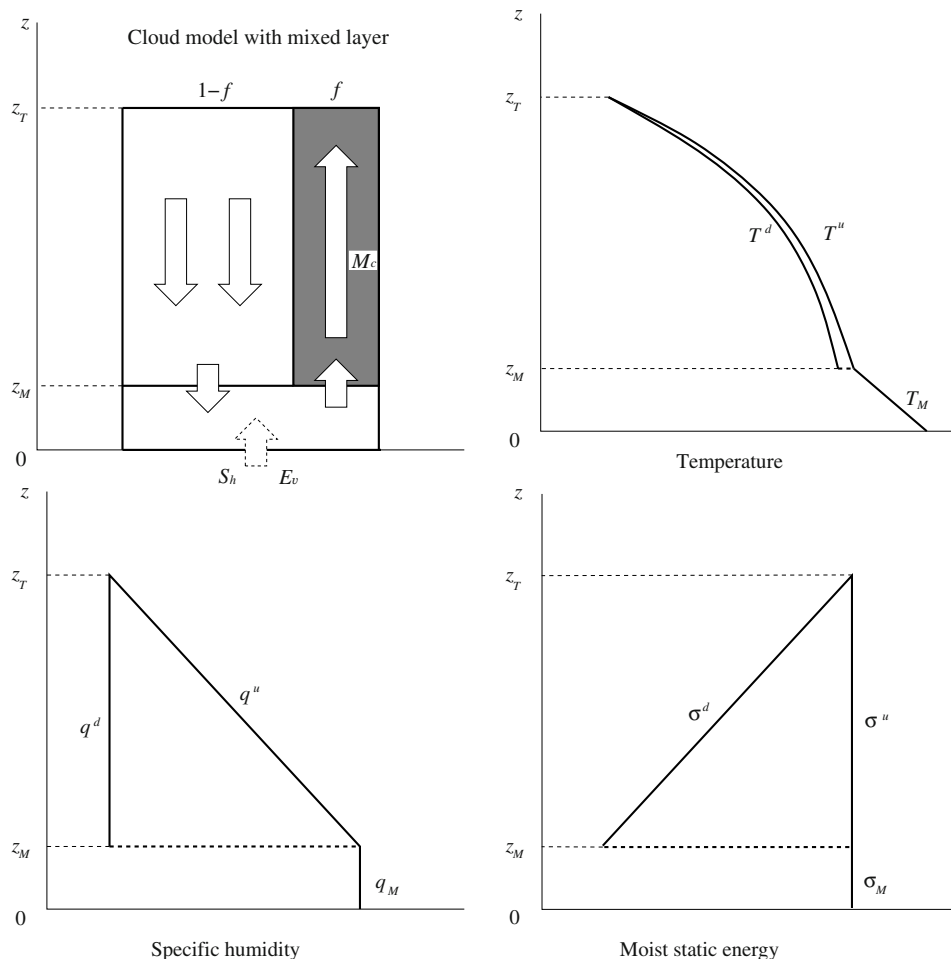 z
Cloud model with mixed layer
1−f
f
z_T
M_c
z_M
0
S_h
E_v
z
z_T
T^d
T^u
z_M
T_M
0
Temperature
z
z_T
q^u
q^d
z_M
q_M
0
Specific humidity
z
z_T
σ^d
σ^u
z_M
σ_M
0
Moist static energy